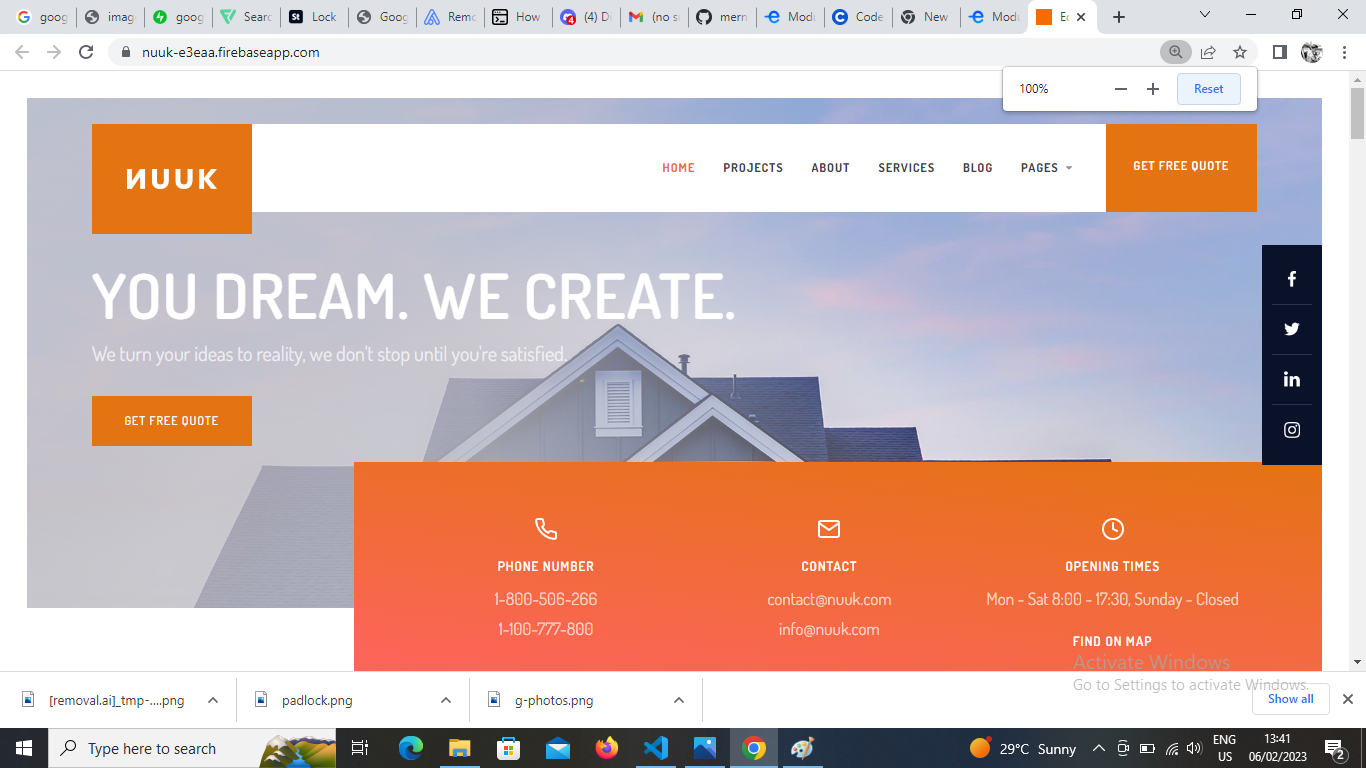 goog
image
goog
Searc
Lock
Goog
Remo
How
(4) Di
(no su
mern
Modu
Code
New
Modu
Ec
nuuk-e3eaa.firebaseapp.com
100%
Reset
NUUK
HOME
PROJECTS
ABOUT
SERVICES
BLOG
PAGES
GET FREE QUOTE
YOU DREAM. WE CREATE.
We turn your ideas to reality, we don't stop until you're satisfied.
GET FREE QUOTE
PHONE NUMBER
1-800-506-266
1-100-777-800
CONTACT
contact@nuuk.com
info@nuuk.com
OPENING TIMES
Mon - Sat 8:00 - 17:30, Sunday - Closed
FIND ON MAP
Activate Windows
Go to Settings to activate Windows.
[removal.ai]_tmp-....png
padlock.png
g-photos.png
Show all
Type here to search
29°C Sunny
ENG
US
13:41
06/02/2023
2